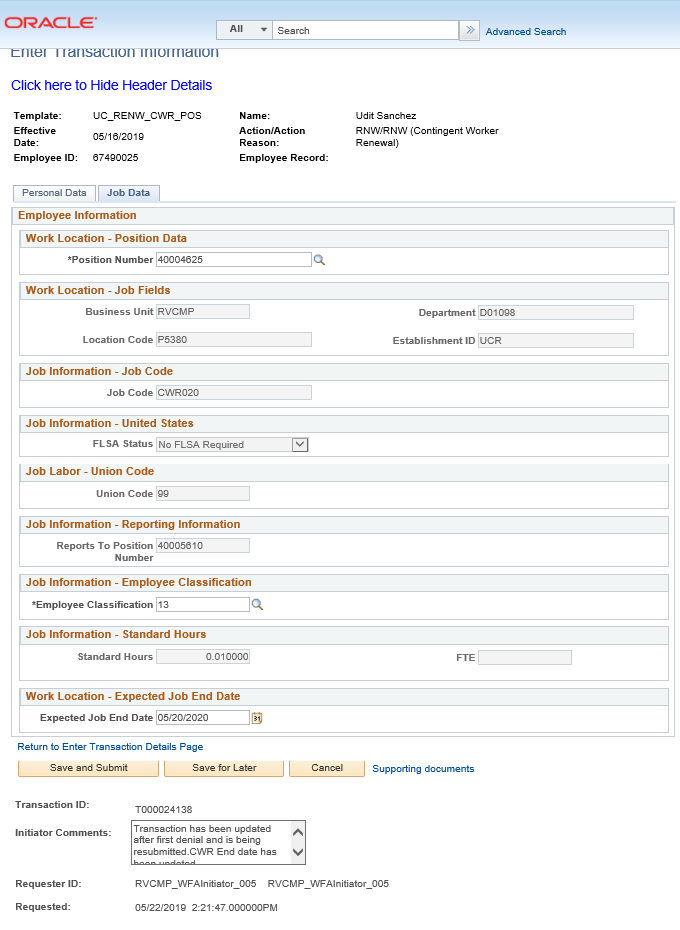 ORACLE
All Search Advanced Search
Enter Transaction Information
Click here to Hide Header Details
Template: UC_RENW_CWR_POS Name: Udit Sanchez
Effective Date: 05/16/2019 Action/Action Reason: RNW/RNW (Contingent Worker Renewal)
Employee ID: 67490025 Employee Record:
Personal Data Job Data
Employee Information
Work Location - Position Data
*Position Number 40004625
Work Location - Job Fields
Business Unit RVCMP Department D01098
Location Code P5380 Establishment ID UCR
Job Information - Job Code
Job Code CWR020
Job Information - United States
FLSA Status No FLSA Required
Job Labor - Union Code
Union Code 99
Job Information - Reporting Information
Reports To Position Number 40005610
Job Information - Employee Classification
*Employee Classification 13
Job Information - Standard Hours
Standard Hours 0.010000 FTE
Work Location - Expected Job End Date
Expected Job End Date 05/20/2020 31
Return to Enter Transaction Details Page
Save and Submit Save for Later Cancel Supporting documents
Transaction ID: T000024138
Initiator Comments: Transaction has been updated
after first denial and is being
resubmitted.CWR End date has
been updated
Requester ID: RVCMP_WFAInitiator_005 RVCMP_WFAInitiator_005
Requested: 05/22/2019 2:21:47.000000PM